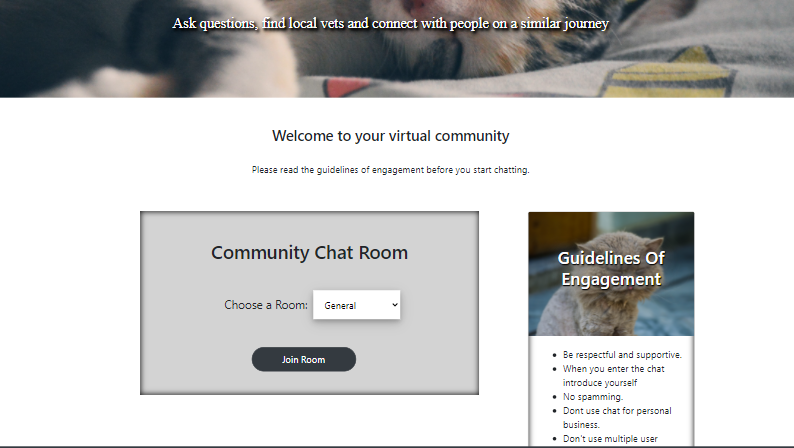 Ask questions, find local vets and connect with people on a similar journey
Welcome to your virtual community
Please read the guidelines of engagement before you start chatting.
Community Chat Room
Choose a Room: General
Join Room
Guidelines Of
Engagement
Be respectful and supportive.
When you enter the chat
introduce yourself
No spamming.
Dont use chat for personal
business.
Don't use multiple user